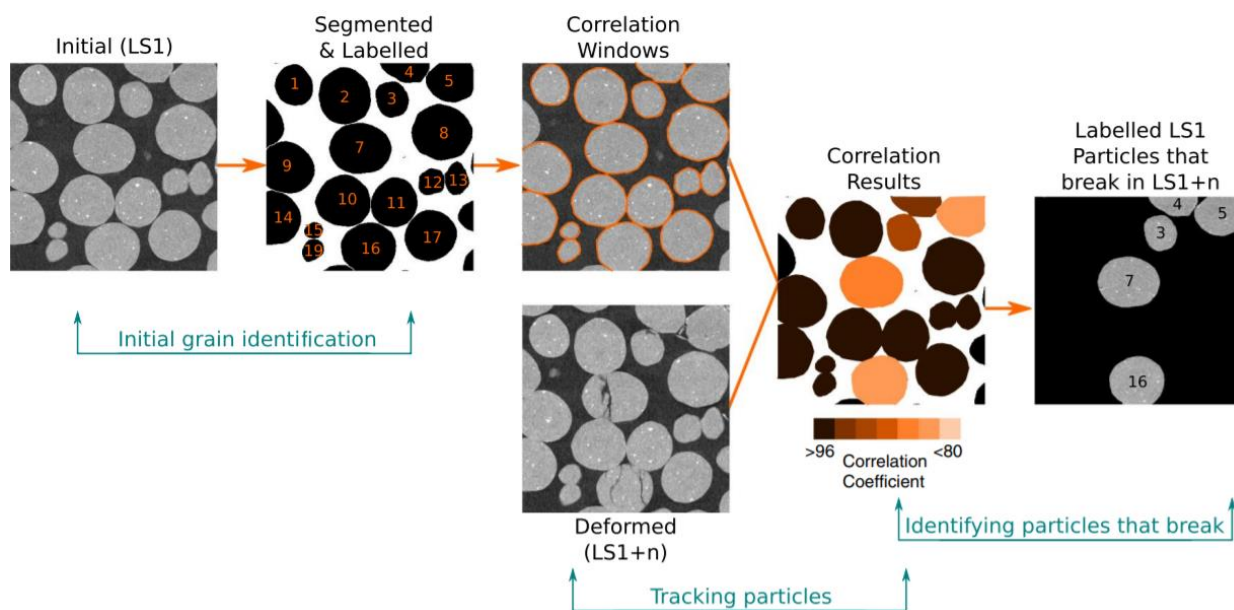 Initial (LS1)
Segmented
& Labelled
Correlation
Windows
1
2
3
4
5
7
8
9
10
11
12
13
14
15
16
17
19
Initial grain identification
Deformed
(LS1+n)
Tracking particles
Correlation
Results
>96
<80
Correlation
Coefficient
Labelled LS1
Particles that
break in LS1+n
4
5
3
7
16
Identifying particles that break